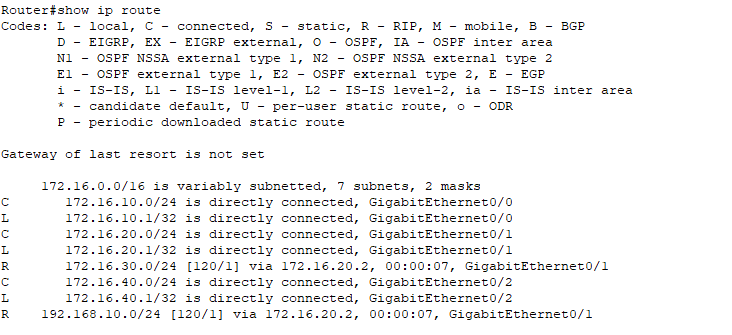 Router#show ip route
Codes: L - local, C - connected, S - static, R - RIP, M - mobile, B - BGP
       D - EIGRP, EX - EIGRP external, O - OSPF, IA - OSPF inter area
       N1 - OSPF NSSA external type 1, N2 - OSPF NSSA external type 2
       E1 - OSPF external type 1, E2 - OSPF external type 2, E - EGP
       i - IS-IS, L1 - IS-IS level-1, L2 - IS-IS level-2, ia - IS-IS inter area
       * - candidate default, U - per-user static route, o - ODR
       P - periodic downloaded static route
Gateway of last resort is not set
     172.16.0.0/16 is variably subnetted, 7 subnets, 2 masks
C       172.16.10.0/24 is directly connected, GigabitEthernet0/0
L       172.16.10.1/32 is directly connected, GigabitEthernet0/0
C       172.16.20.0/24 is directly connected, GigabitEthernet0/1
L       172.16.20.1/32 is directly connected, GigabitEthernet0/1
R       172.16.30.0/24 [120/1] via 172.16.20.2, 00:00:07, GigabitEthernet0/1
C       172.16.40.0/24 is directly connected, GigabitEthernet0/2
L       172.16.40.1/32 is directly connected, GigabitEthernet0/2
R    192.168.10.0/24 [120/1] via 172.16.20.2, 00:00:07, GigabitEthernet0/1